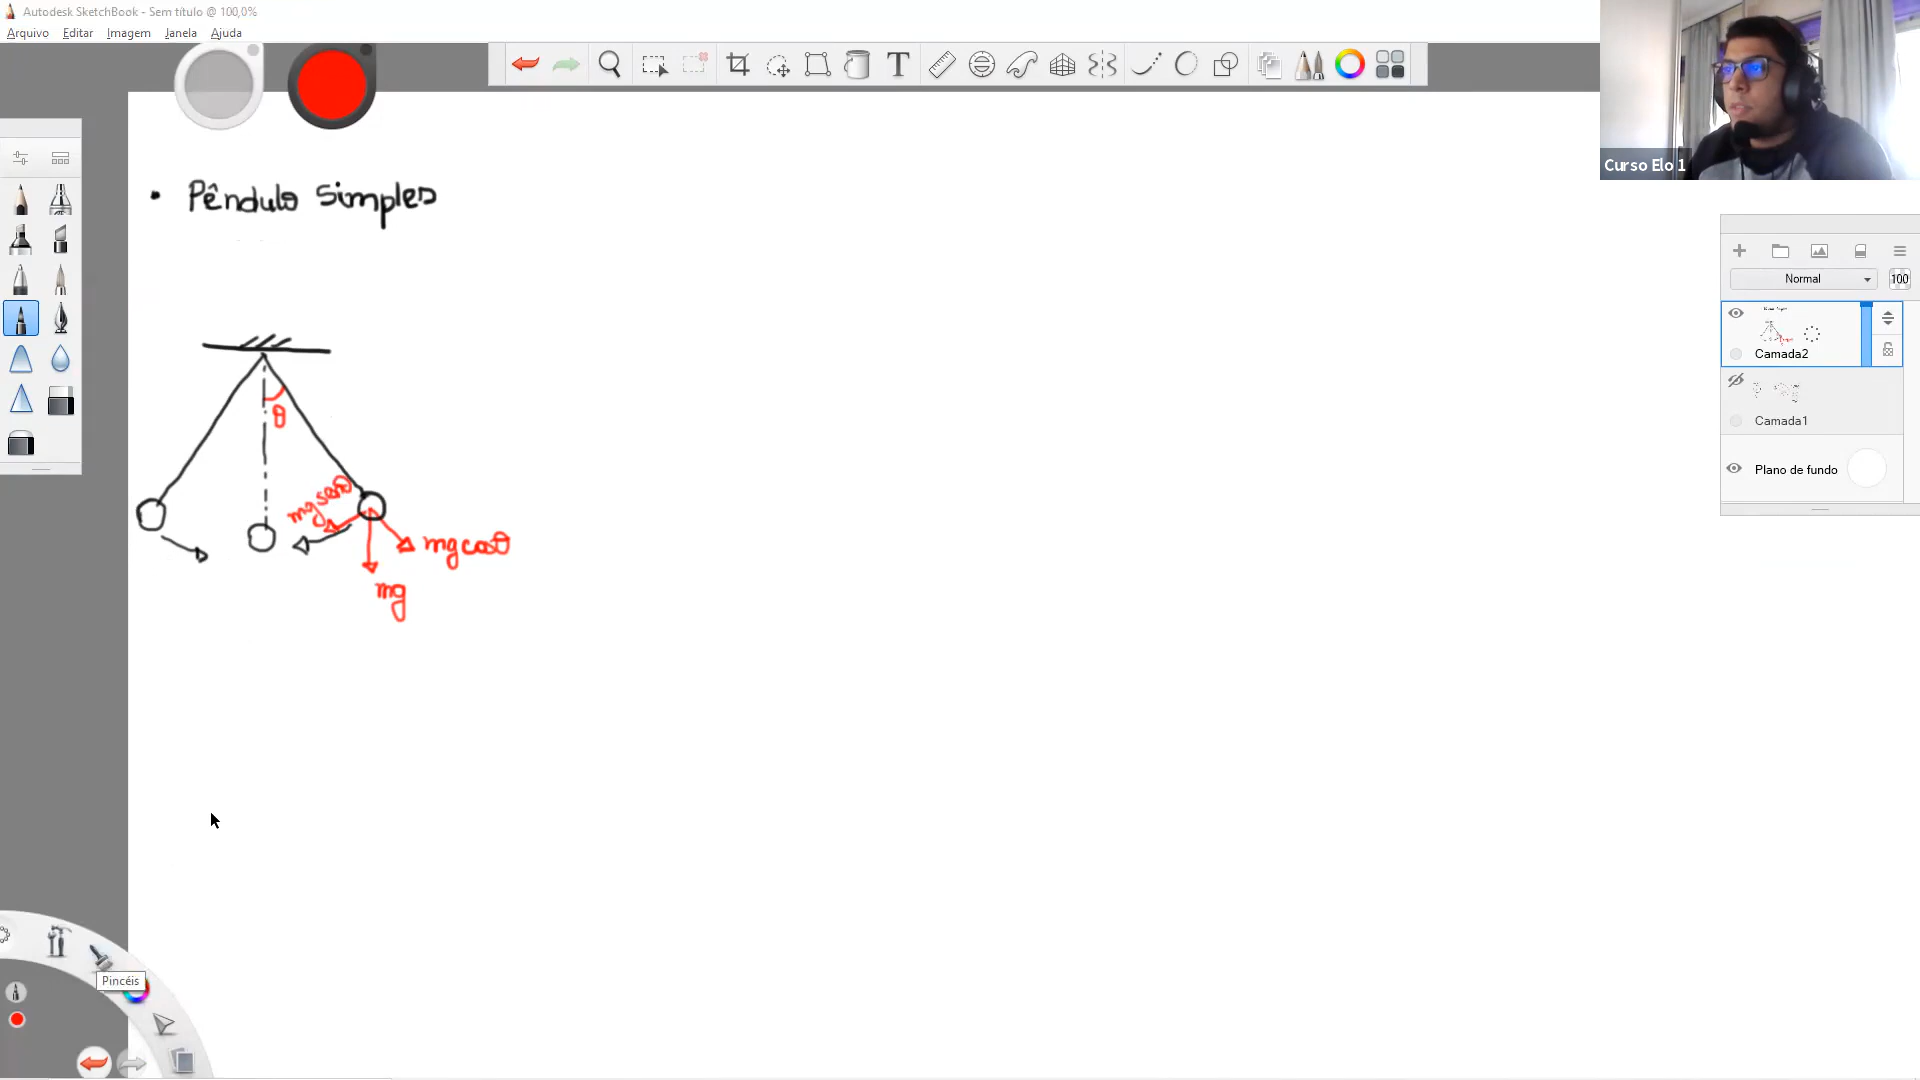 Autodesk SketchBook - Sem título @ 100,0%
Arquivo Editar Imagem Janela Ajuda
T
Curso Elo 1
• Pêndulo Simples
Normal 100
Camada2
Camada1
Plano de fundo
θ
mg senθ
mg cosθ
mg
Pincéis